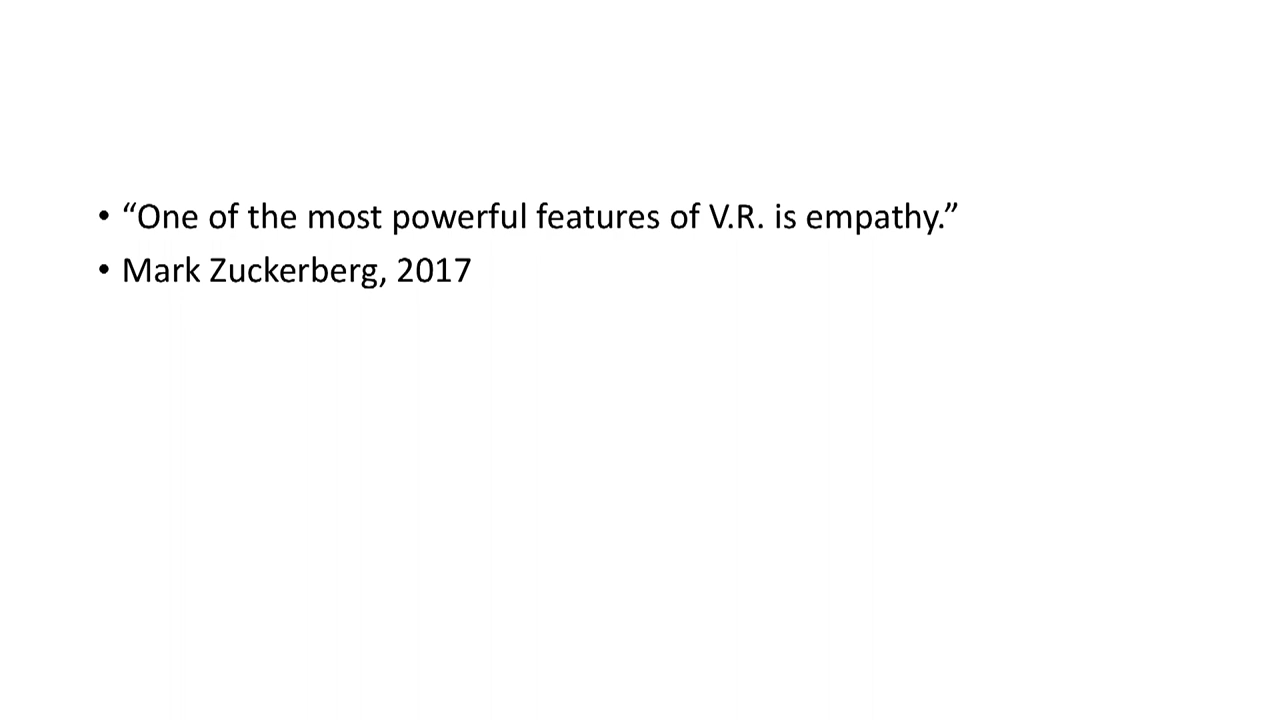 • “One of the most powerful features of V.R. is empathy.”
• Mark Zuckerberg, 2017